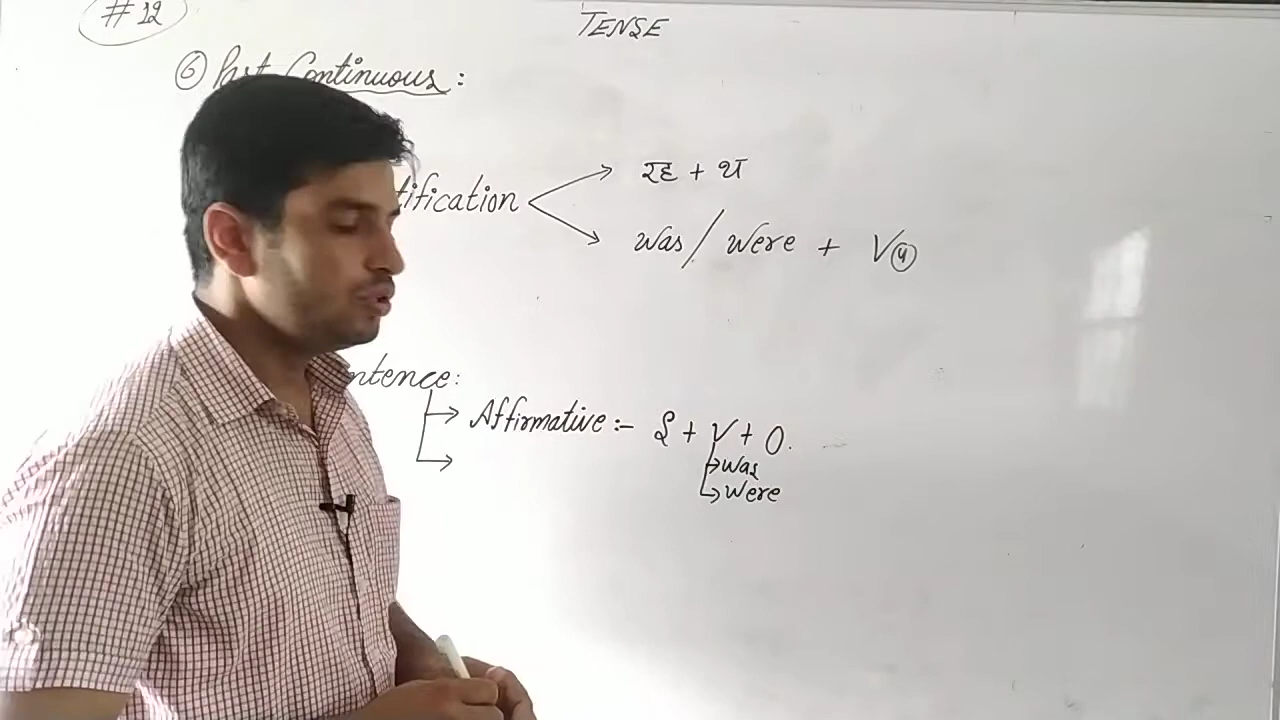 #12
TENSE
⑥ Past Continuous :
tification
रह + था
was / were + V④
ntence:
Affirmative :- S + V + O.
was
were